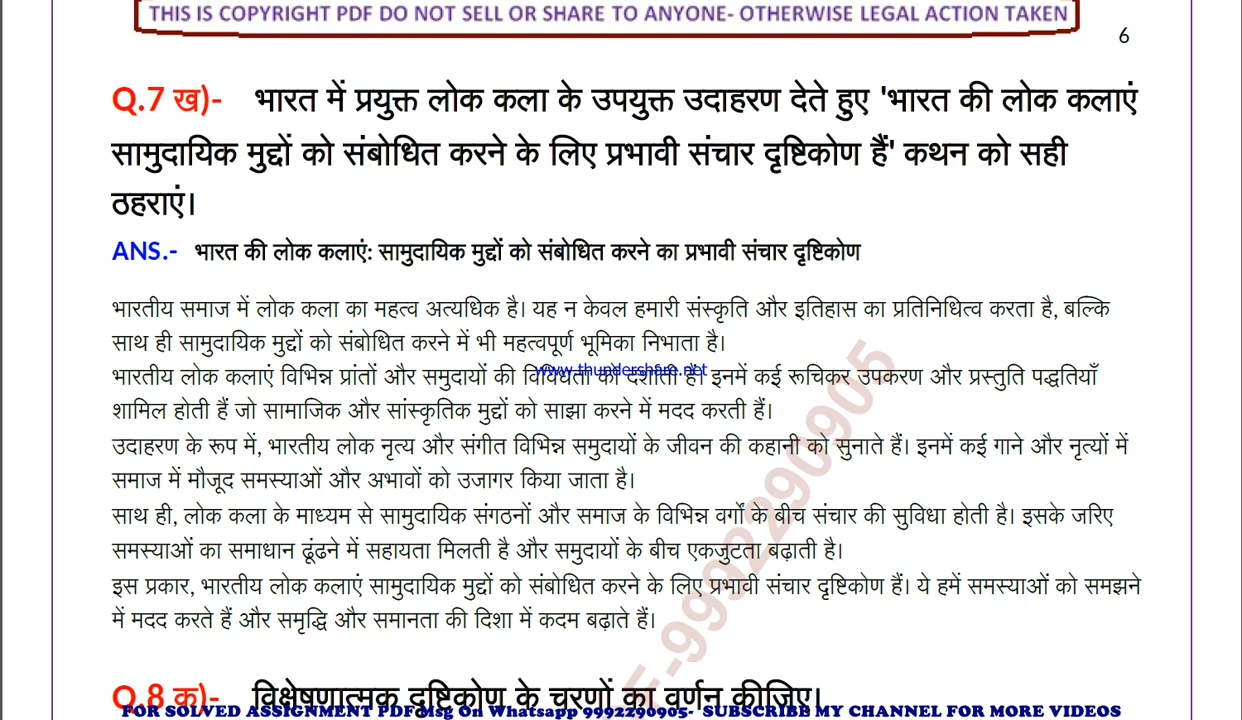 THIS IS COPYRIGHT PDF DO NOT SELL OR SHARE TO ANYONE- OTHERWISE LEGAL ACTION TAKEN
6
Q.7 ख)- भारत में प्रयुक्त लोक कला के उपयुक्त उदाहरण देते हुए 'भारत की लोक कलाएं
सामुदायिक मुद्दों को संबोधित करने के लिए प्रभावी संचार दृष्टिकोण हैं' कथन को सही
ठहराएं।
ANS.- भारत की लोक कलाएं: सामुदायिक मुद्दों को संबोधित करने का प्रभावी संचार दृष्टिकोण
भारतीय समाज में लोक कला का महत्व अत्यधिक है। यह न केवल हमारी संस्कृति और इतिहास का प्रतिनिधित्व करता है, बल्कि
साथ ही सामुदायिक मुद्दों को संबोधित करने में भी महत्वपूर्ण भूमिका निभाता है।
www.thundershare.net
भारतीय लोक कलाएं विभिन्न प्रांतों और समुदायों की विविधता को दर्शाती हैं। इनमें कई रूचिकर उपकरण और प्रस्तुति पद्धतियाँ
शामिल होती हैं जो सामाजिक और सांस्कृतिक मुद्दों को साझा करने में मदद करती हैं।
उदाहरण के रूप में, भारतीय लोक नृत्य और संगीत विभिन्न समुदायों के जीवन की कहानी को सुनाते हैं। इनमें कई गाने और नृत्यों में
समाज में मौजूद समस्याओं और अभावों को उजागर किया जाता है।
साथ ही, लोक कला के माध्यम से सामुदायिक संगठनों और समाज के विभिन्न वर्गों के बीच संचार की सुविधा होती है। इसके जरिए
समस्याओं का समाधान ढूंढने में सहायता मिलती है और समुदायों के बीच एकजुटता बढ़ाती है।
इस प्रकार, भारतीय लोक कलाएं सामुदायिक मुद्दों को संबोधित करने के लिए प्रभावी संचार दृष्टिकोण हैं। ये हमें समस्याओं को समझने
में मदद करते हैं और समृद्धि और समानता की दिशा में कदम बढ़ाते हैं।
F-9992290905
Q.8 क)- विक्षेषणात्मक दृष्टिकोण के चरणों का वर्णन कीजिए।
FOR SOLVED ASSIGNMENT PDF Msg On Whatsapp 9992290905- SUBSCRIBE MY CHANNEL FOR MORE VIDEOS